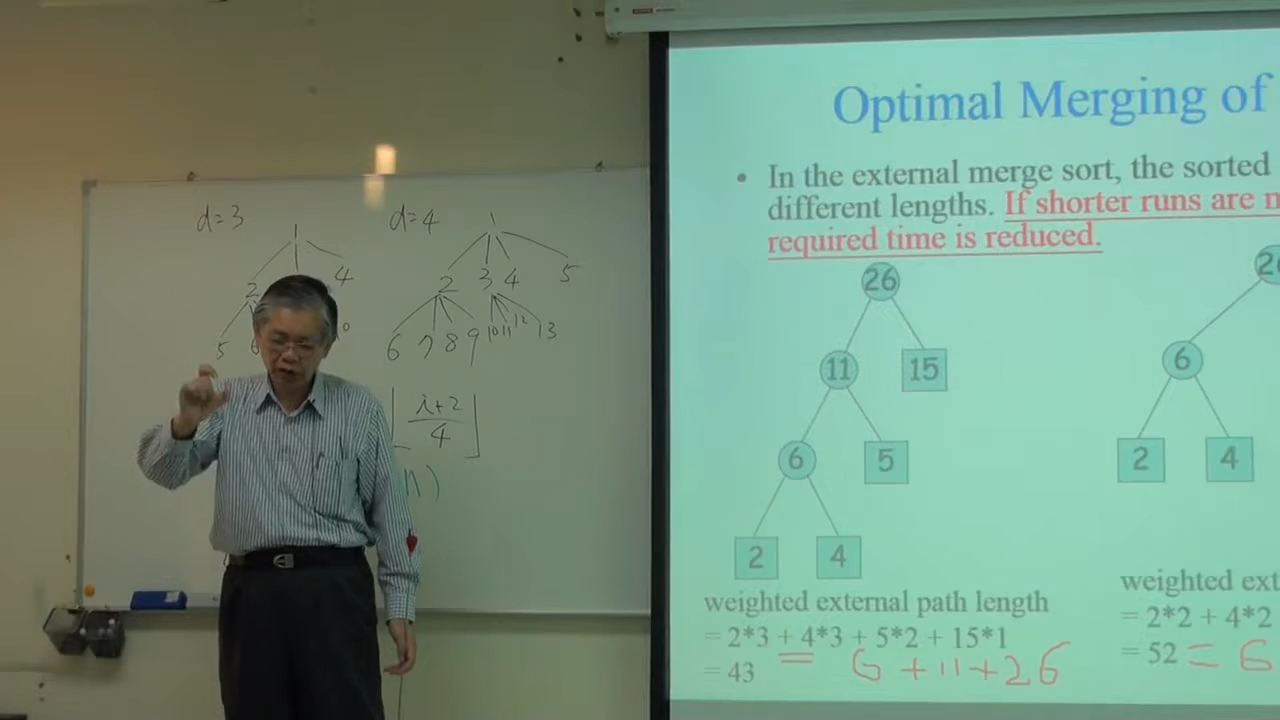 d=3
1
2
4
5
d=4
1
2 3 4 5
6 7 8 9 10 11 12 13
i+2
4
n)
Optimal Merging of
• In the external merge sort, the sorted
different lengths. If shorter runs are
required time is reduced.
26
11 15
6 5
2 4
weighted external path length
= 2*3 + 4*3 + 5*2 + 15*1
= 43 = 6 + 11 + 26
6
2 4
weighted
= 2*2 + 4*2
= 52 = 6